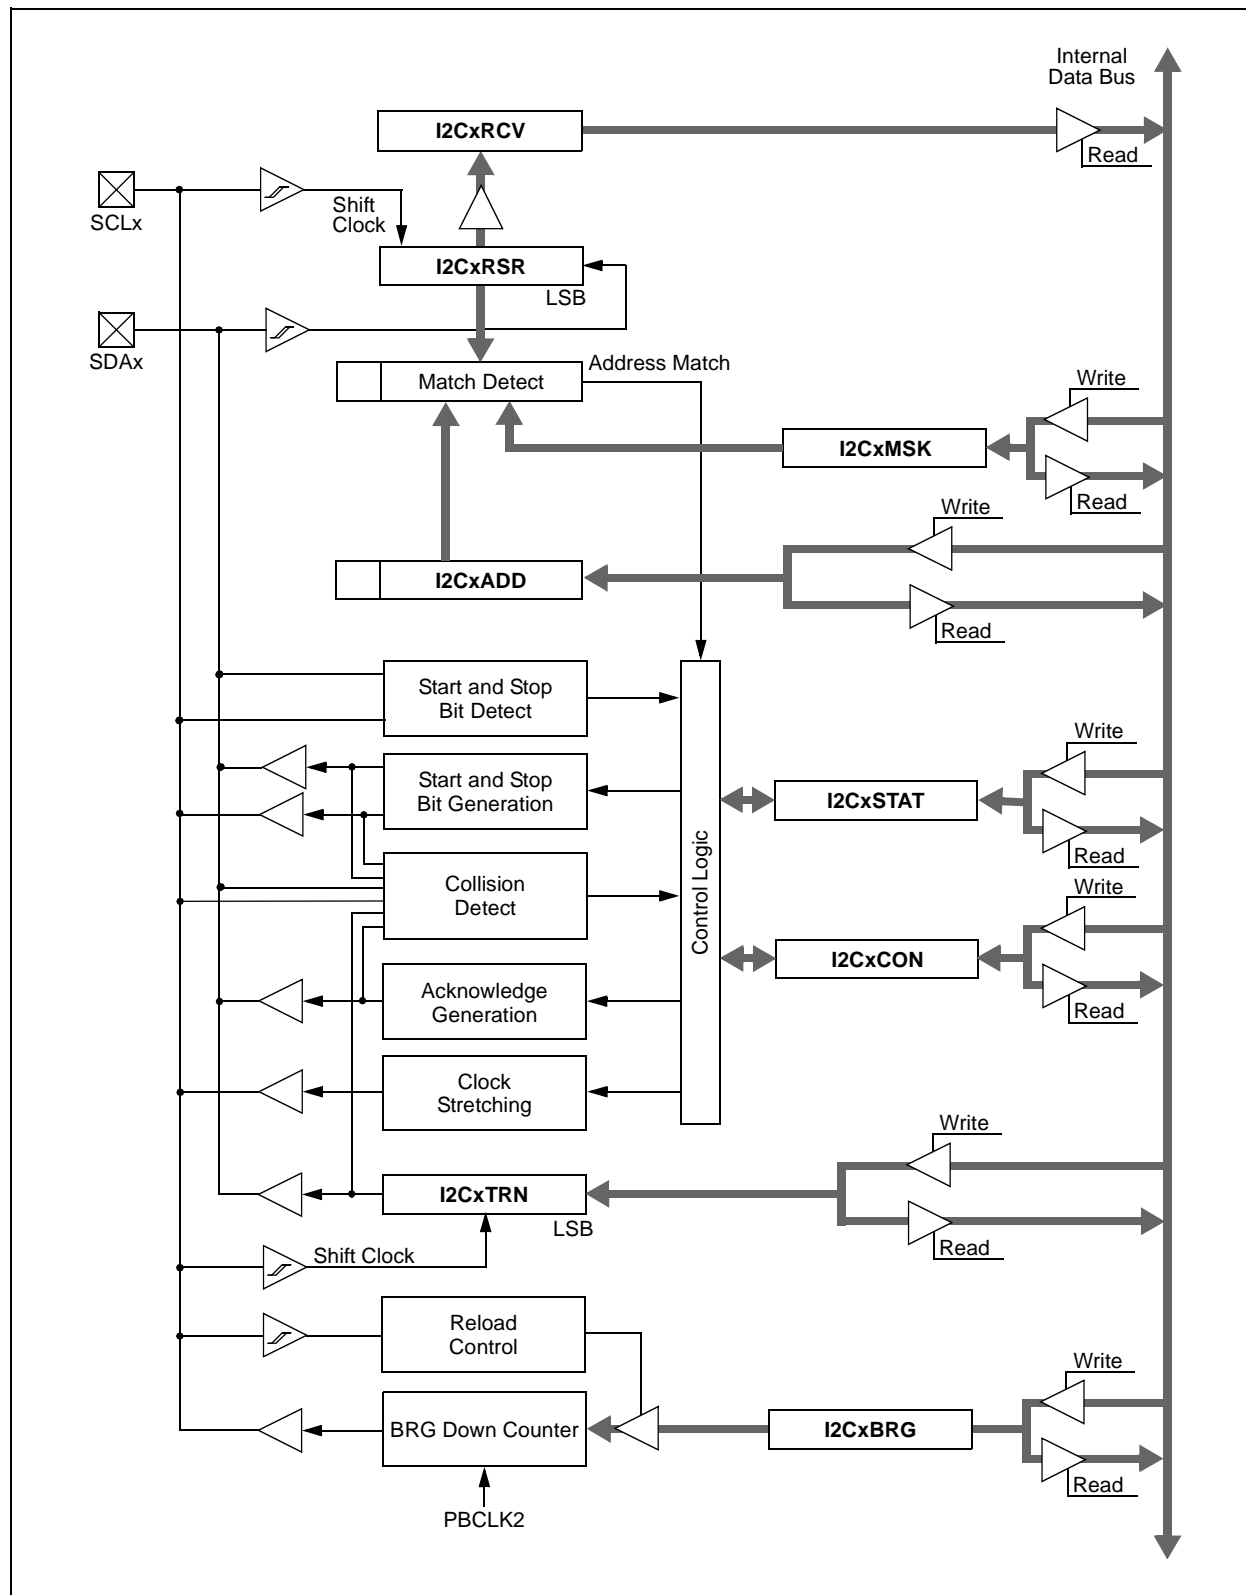 Internal
Data Bus
I2CxRCV
Read
SCLx
Shift
Clock
I2CxRSR
LSB
SDAx
Address Match
Match Detect
Write
I2CxMSK
Read
Write
I2CxADD
Read
Start and Stop
Bit Detect
Write
Start and Stop
Bit Generation
I2CxSTAT
Control Logic
Read
Collision
Detect
Write
I2CxCON
Acknowledge
Generation
Read
Clock
Stretching
Write
I2CxTRN
LSB
Read
Shift Clock
Reload
Control
Write
BRG Down Counter
I2CxBRG
Read
PBCLK2